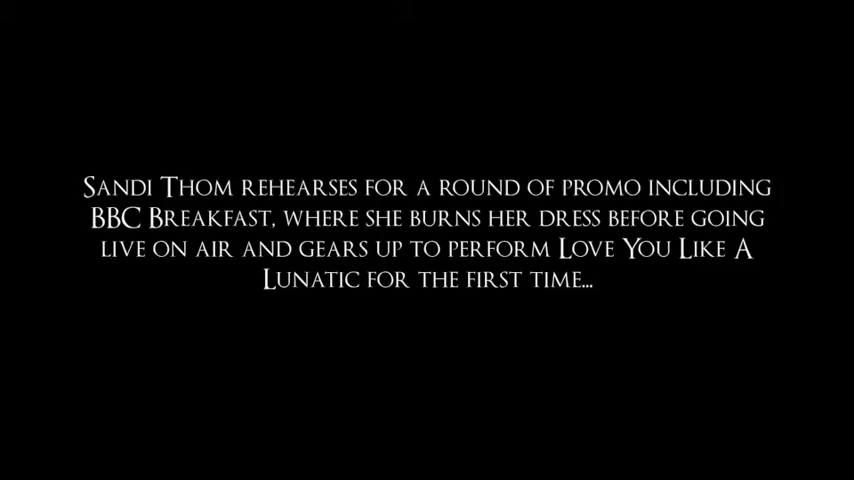 Sandi Thom rehearses for a round of promo including
BBC Breakfast, where she burns her dress before going
live on air and gears up to perform Love You Like A
Lunatic for the first time...